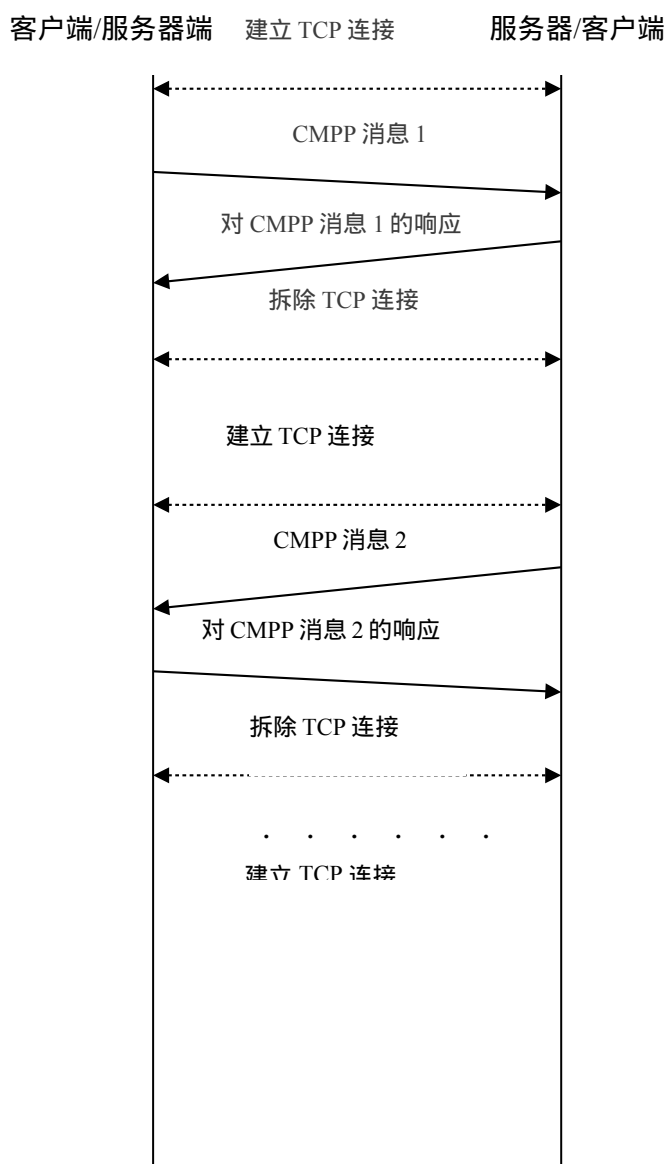 客户端/服务器端 建立 TCP 连接 服务器/客户端
CMPP 消息 1
对 CMPP 消息 1 的响应
拆除 TCP 连接
建立 TCP 连接
CMPP 消息 2
对 CMPP 消息 2 的响应
拆除 TCP 连接
. . . . . .
建立 TCP 连接